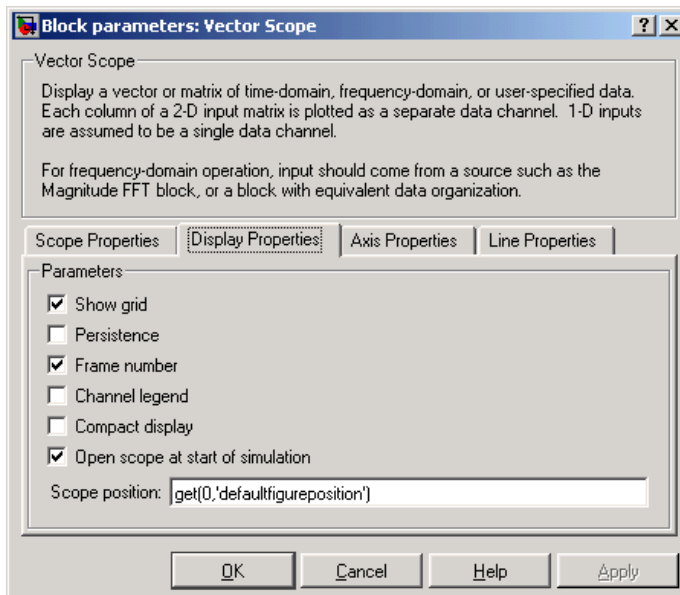 Block parameters: Vector Scope
Vector Scope
Display a vector or matrix of time-domain, frequency-domain, or user-specified data.
Each column of a 2-D input matrix is plotted as a separate data channel.  1-D inputs
are assumed to be a single data channel.
For frequency-domain operation, input should come from a source such as the
Magnitude FFT block, or a block with equivalent data organization.
Scope Properties Display Properties Axis Properties Line Properties
Parameters
Show grid
Persistence
Frame number
Channel legend
Compact display
Open scope at start of simulation
Scope position: get(0,'defaultfigureposition')
OK Cancel Help Apply